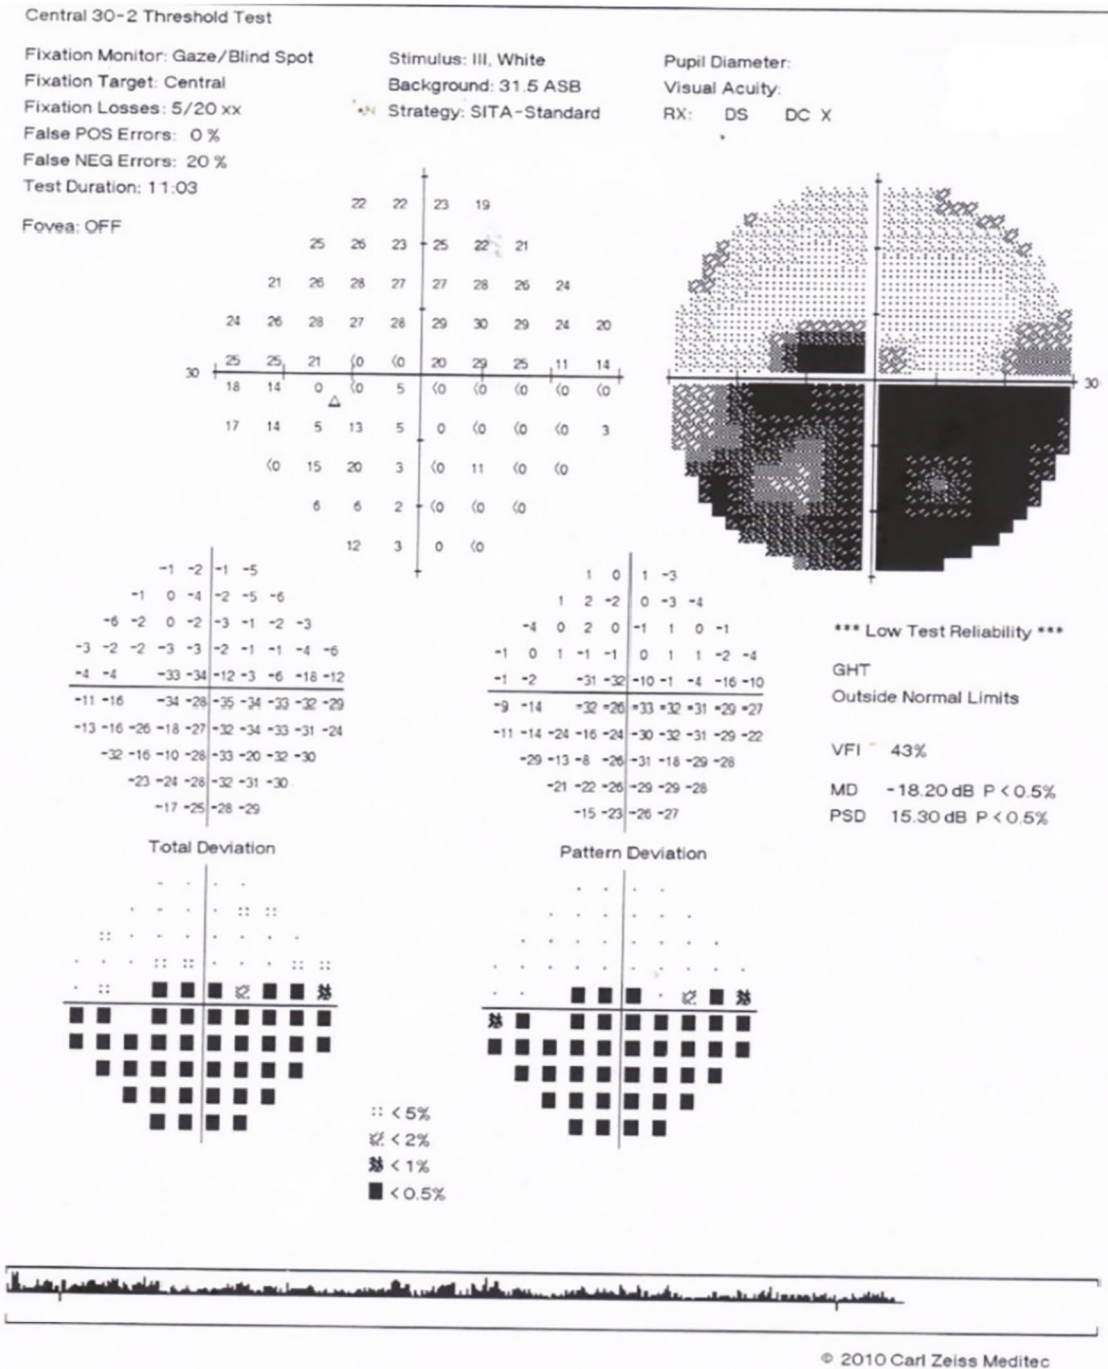 Central 30-2 Threshold Test
Fixation Monitor: Gaze/Blind Spot
Fixation Target: Central
Fixation Losses: 5/20 xx
False POS Errors: 0 %
False NEG Errors: 20 %
Test Duration: 11:03
Fovea: OFF
Stimulus: III, White
Background: 31.5 ASB
Strategy: SITA-Standard
Pupil Diameter:
Visual Acuity:
RX: DS DC X
22 22 23 19
25 26 23 25 22 21
21 26 28 27 27 28 26 24
24 26 28 27 28 29 30 29 24 20
30 25 25 21 <0 <0 20 29 25 11 14
18 14 0 <0 5 <0 <0 <0 <0 <0
17 14 5 13 5 0 <0 <0 <0 3
<0 15 20 3 <0 11 <0 <0
6 6 2 <0 <0 <0
12 3 0 <0
30
-1 -2 -1 -5
-1 0 -4 -2 -5 -6
-6 -2 0 -2 -3 -1 -2 -3
-3 -2 -2 -3 -3 -2 -1 -1 -4 -6
-4 -4 -33 -34 -12 -3 -6 -18 -12
-11 -16 -34 -28 -35 -34 -33 -32 -29
-13 -16 -26 -18 -27 -32 -34 -33 -31 -24
-32 -16 -10 -28 -33 -20 -32 -30
-23 -24 -28 -32 -31 -30
-17 -25 -28 -29
Total Deviation
1 0 1 -3
1 2 -2 0 -3 -4
-4 0 2 0 -1 1 0 -1
-1 0 1 -1 -1 0 1 1 -2 -4
-1 -2 -31 -32 -10 -1 -4 -16 -10
-9 -14 -32 -26 -33 -32 -31 -29 -27
-11 -14 -24 -16 -24 -30 -32 -31 -29 -22
-29 -13 -8 -26 -31 -18 -29 -28
-21 -22 -26 -29 -29 -28
-15 -23 -26 -27
Pattern Deviation
*** Low Test Reliability ***
GHT
Outside Normal Limits
VFI 43%
MD -18.20 dB P < 0.5%
PSD 15.30 dB P < 0.5%
< 5%
< 2%
< 1%
< 0.5%
© 2010 Carl Zeiss Meditec